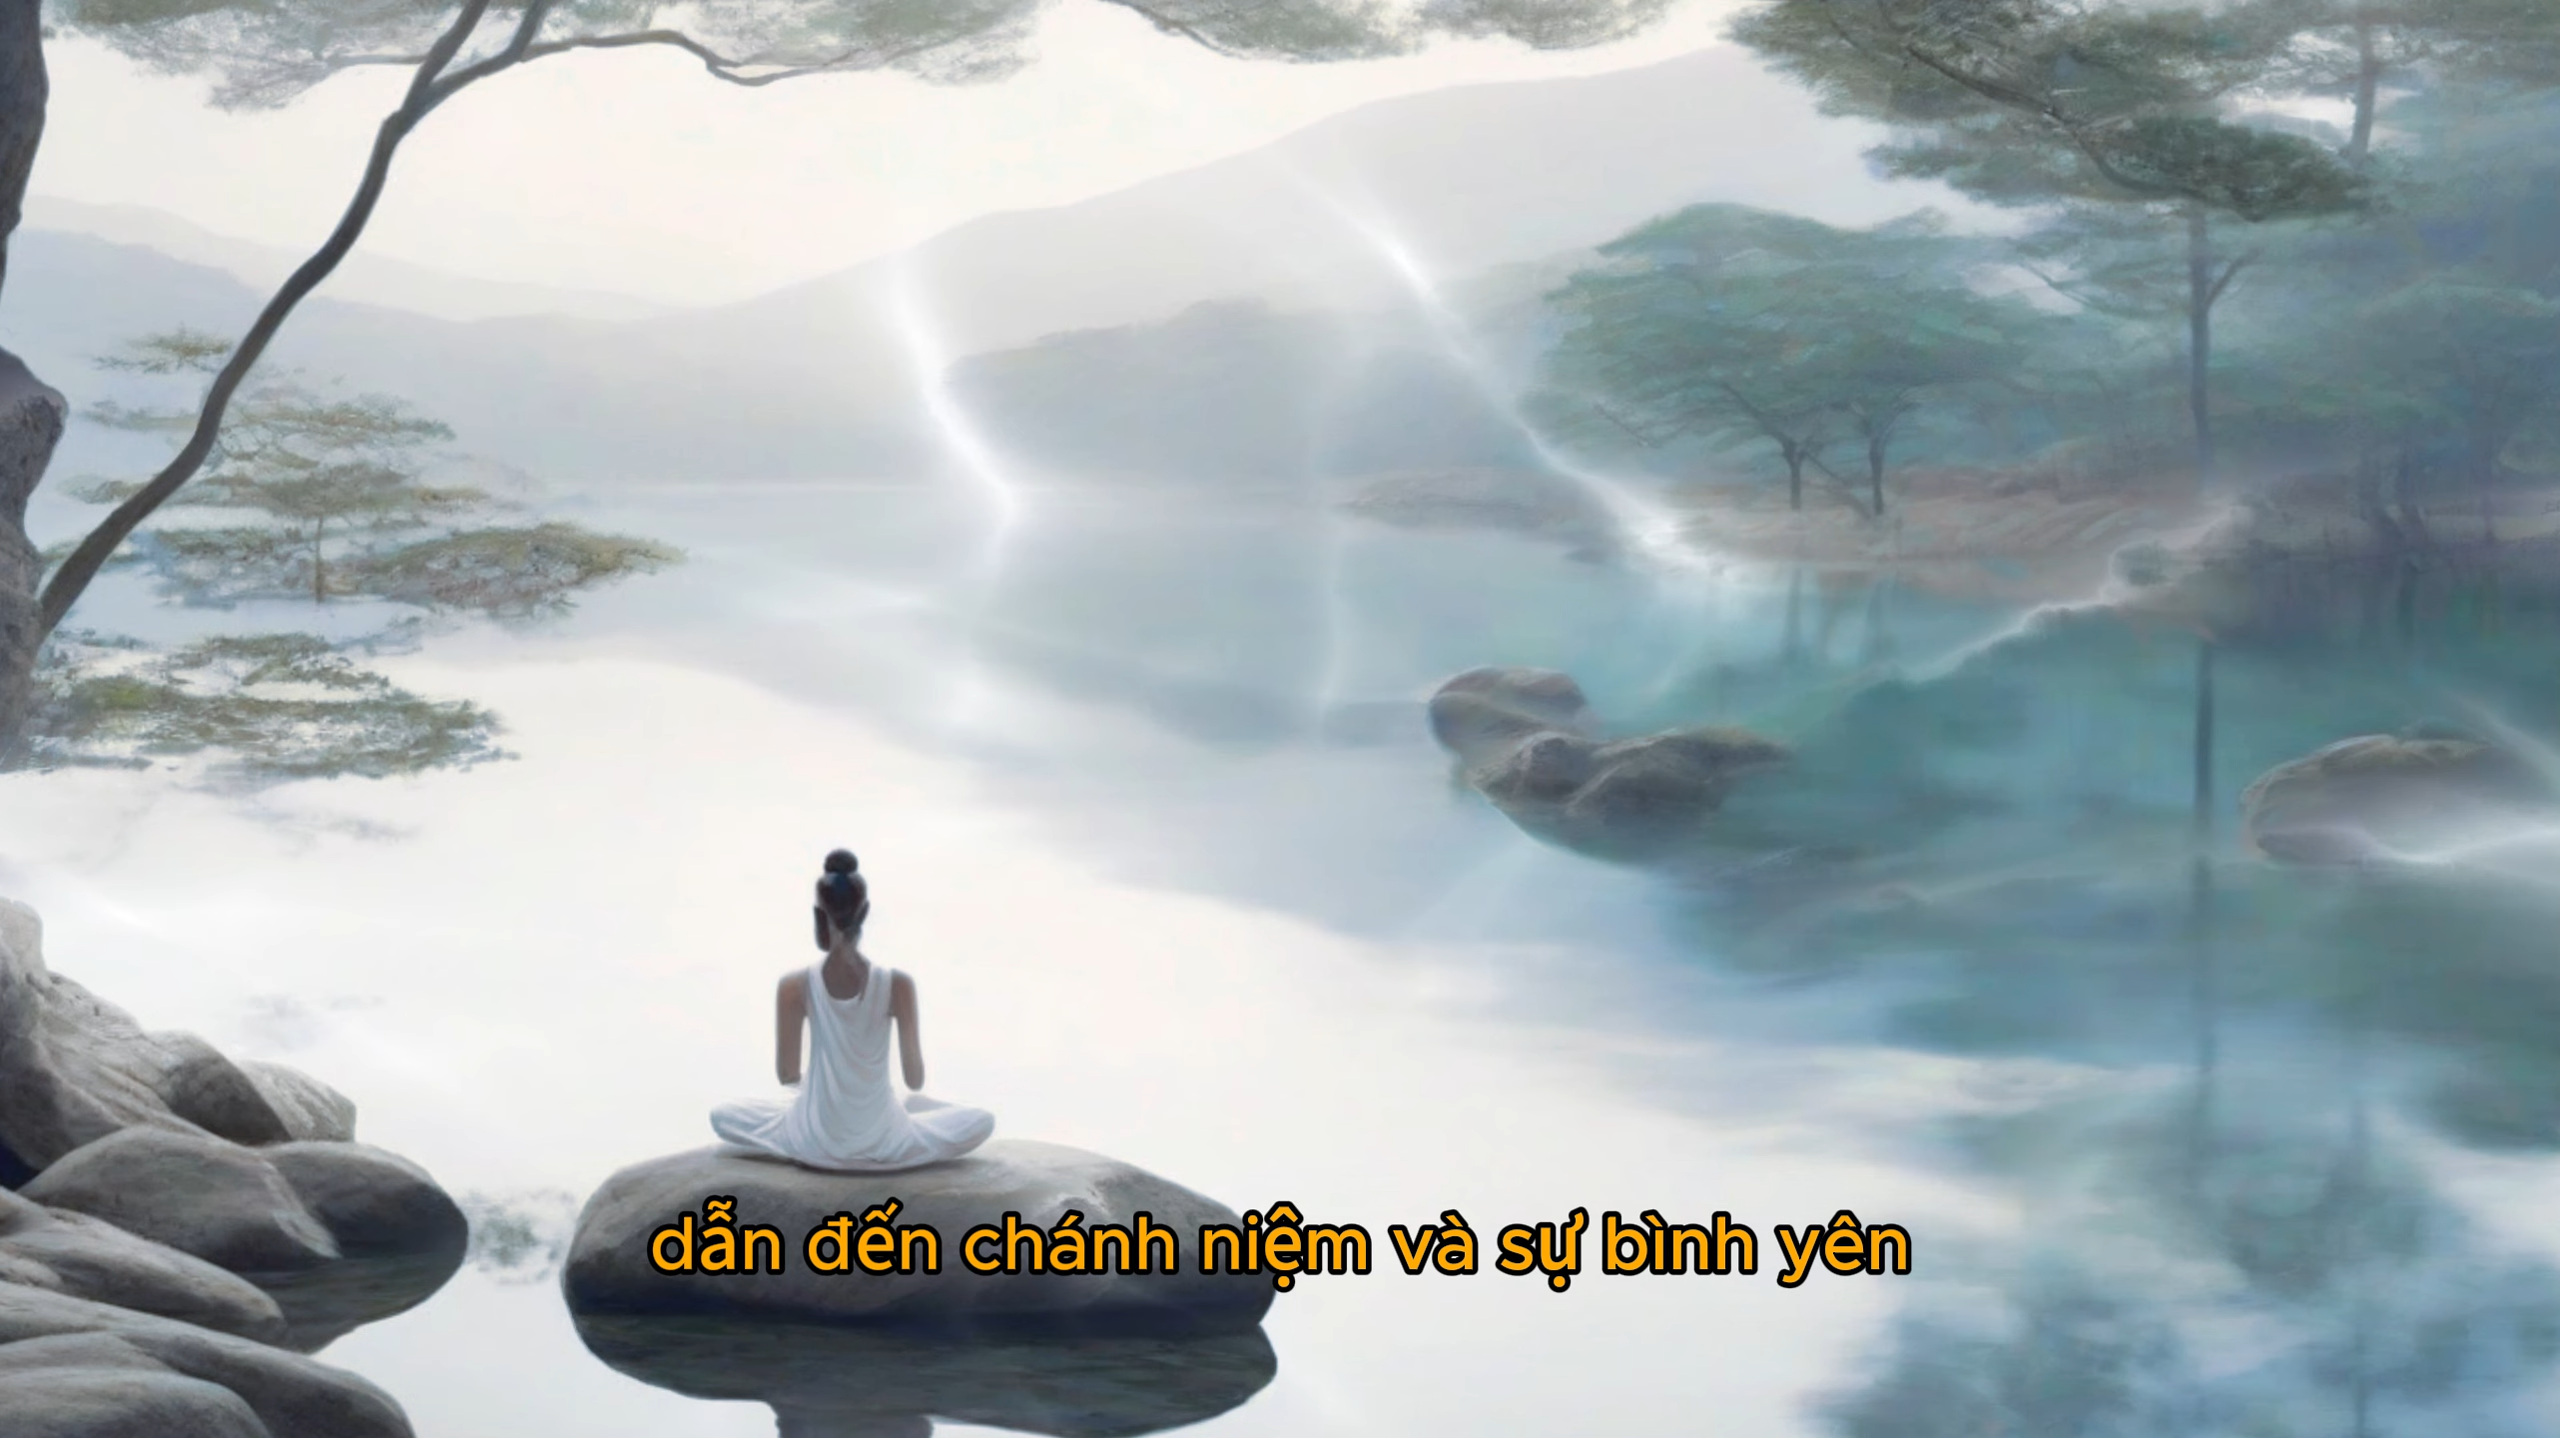 dẫn đến chánh niệm và sự bình yên